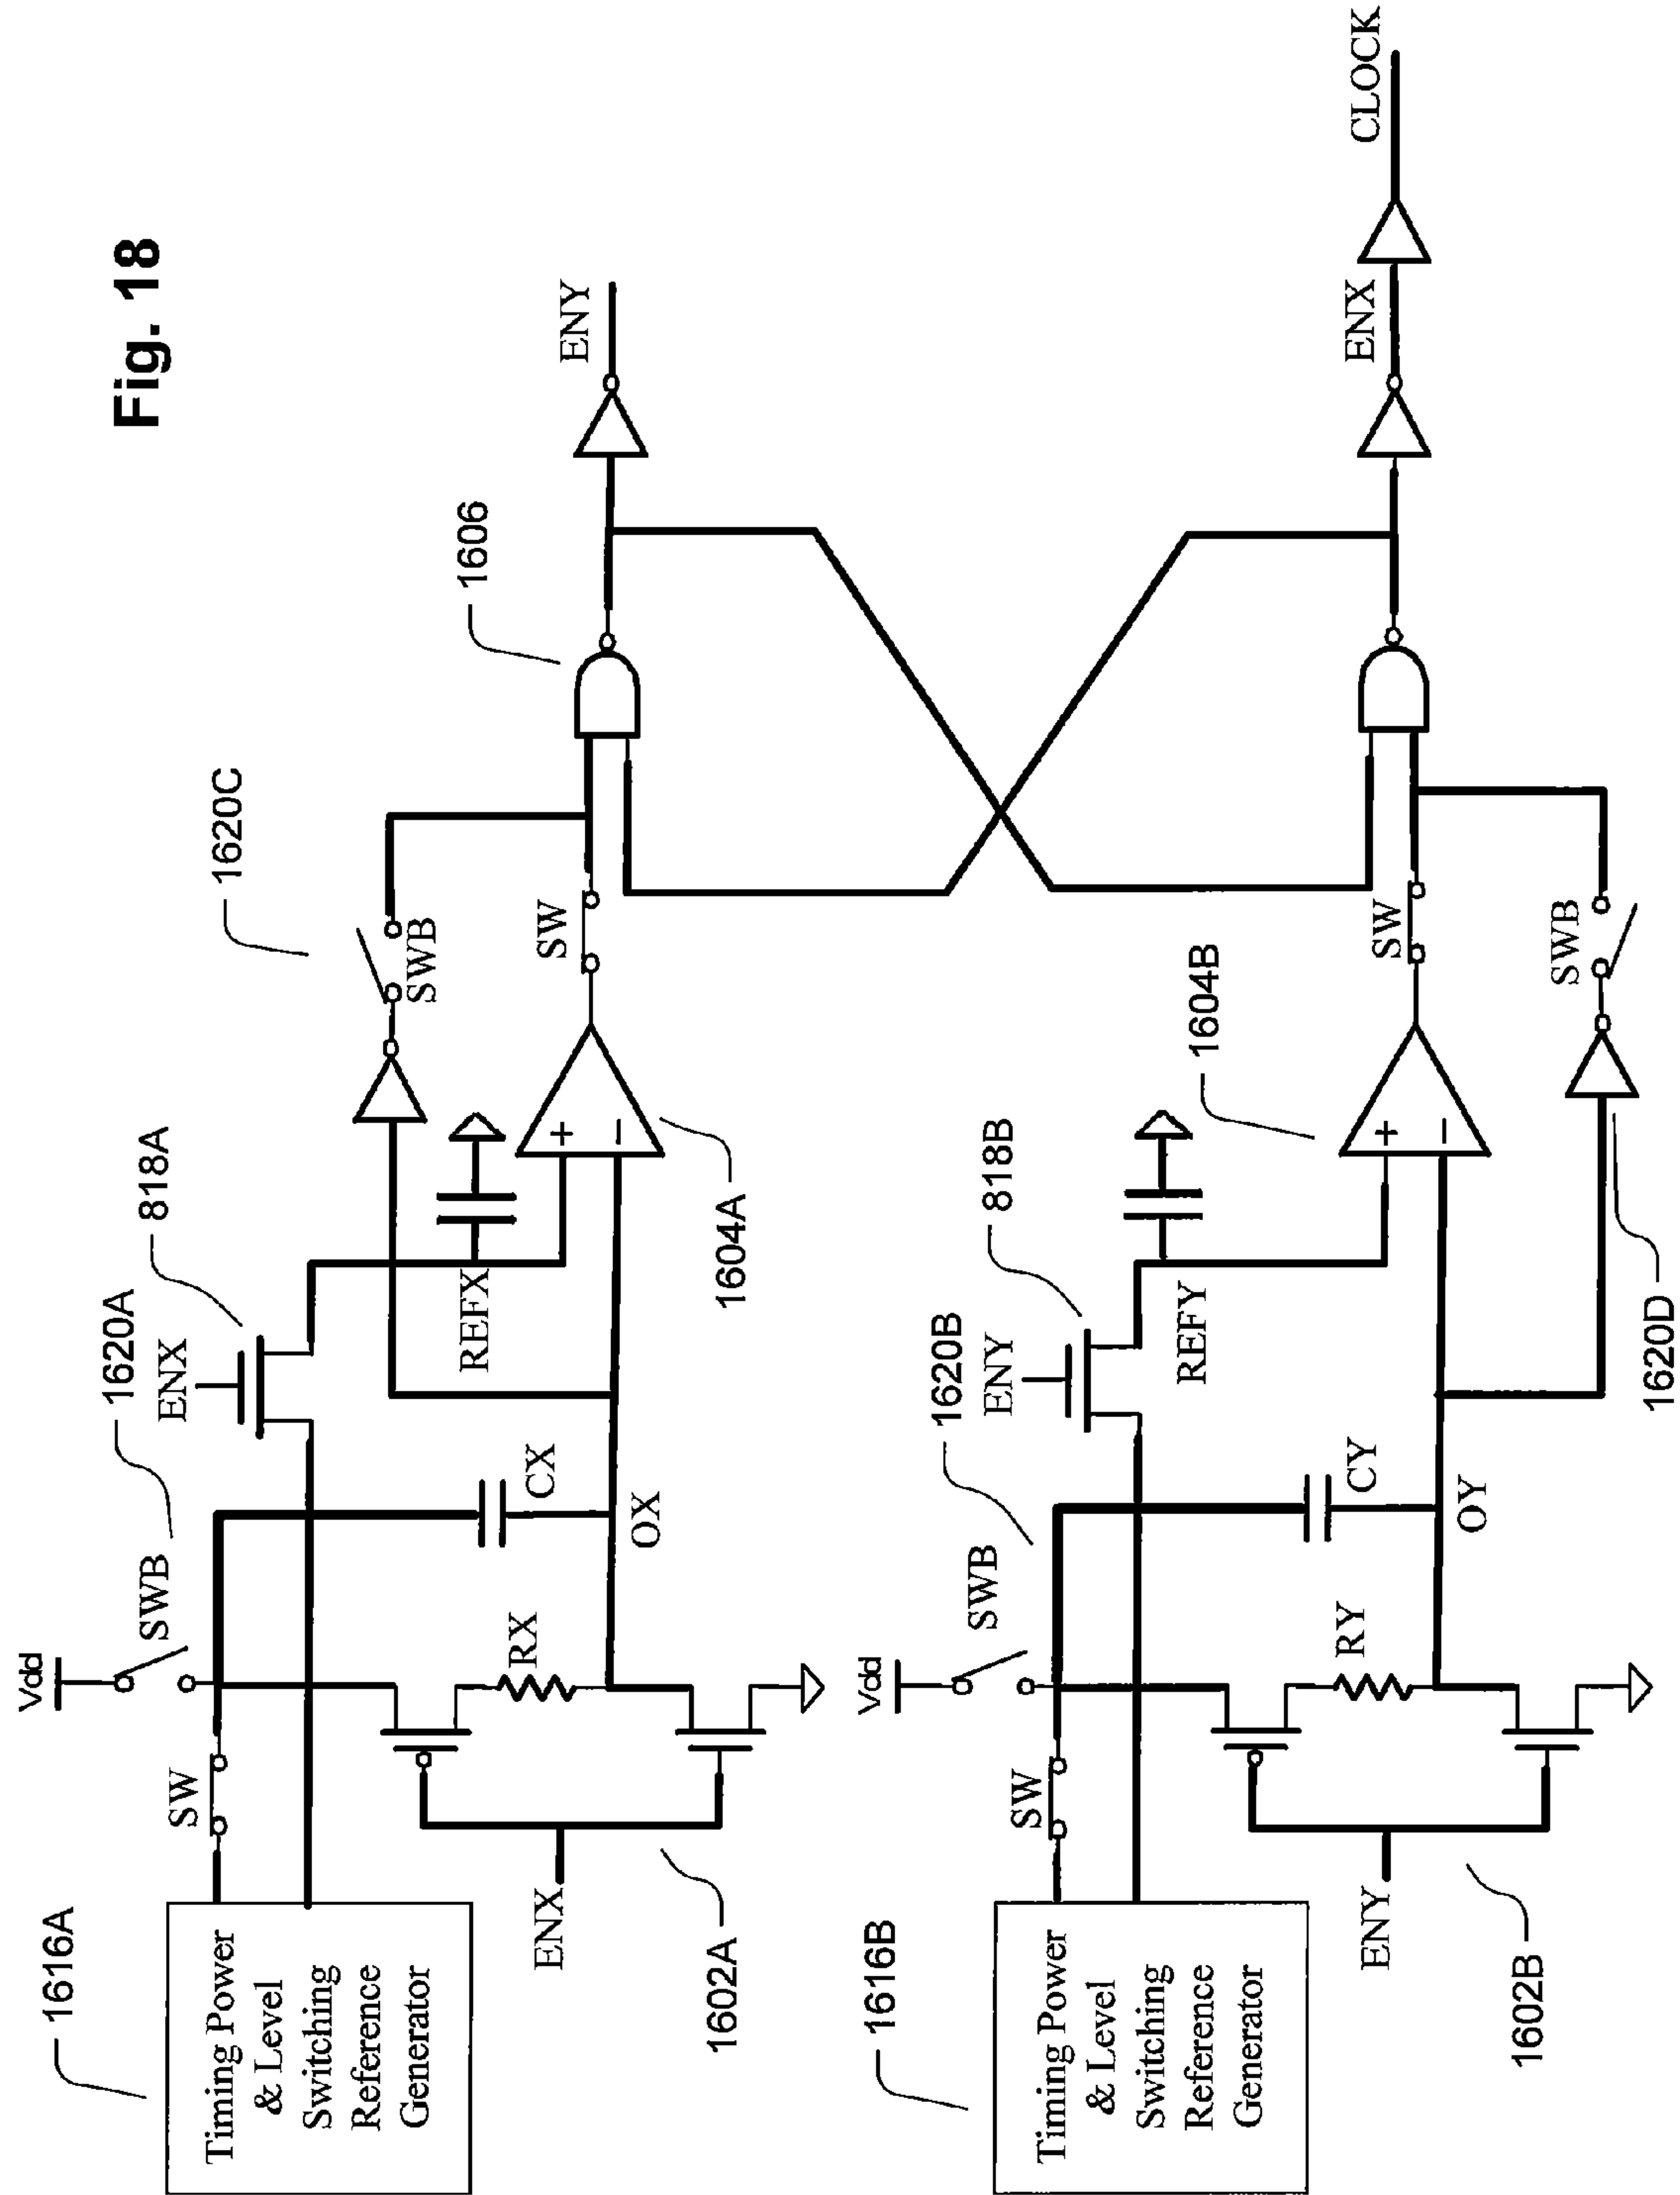 Fig. 18
1616A
Timing Power
& Level
Switching
Reference
Generator
SW
Vdd
SWB
1620A
ENX
818A
RX
CX
OX
ENX
1602A
REFX
1604A
SWB
1620C
SW
1606
ENY
1616B
Timing Power
& Level
Switching
Reference
Generator
SW
Vdd
SWB
1620B
ENY
818B
RY
CY
OY
ENY
1602B
REFY
1604B
SW
SWB
1620D
ENX
CLOCK
+
−
+
−